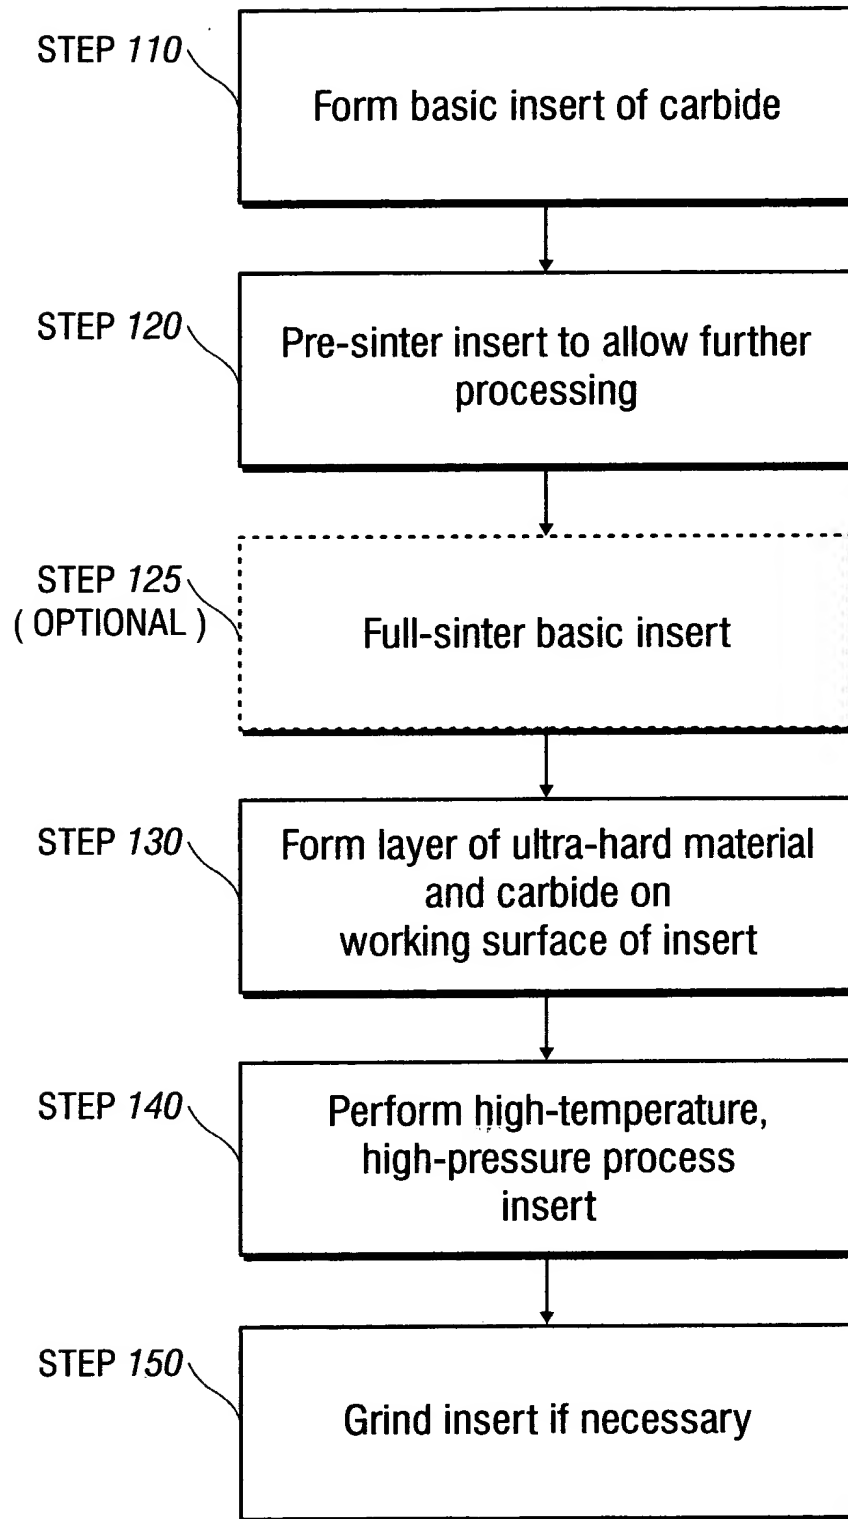 STEP 110
Form basic insert of carbide
STEP 120
Pre-sinter insert to allow further
processing
STEP 125
( OPTIONAL )
Full-sinter basic insert
STEP 130
Form layer of ultra-hard material
and carbide on
working surface of insert
STEP 140
Perform high-temperature,
high-pressure process
insert
STEP 150
Grind insert if necessary